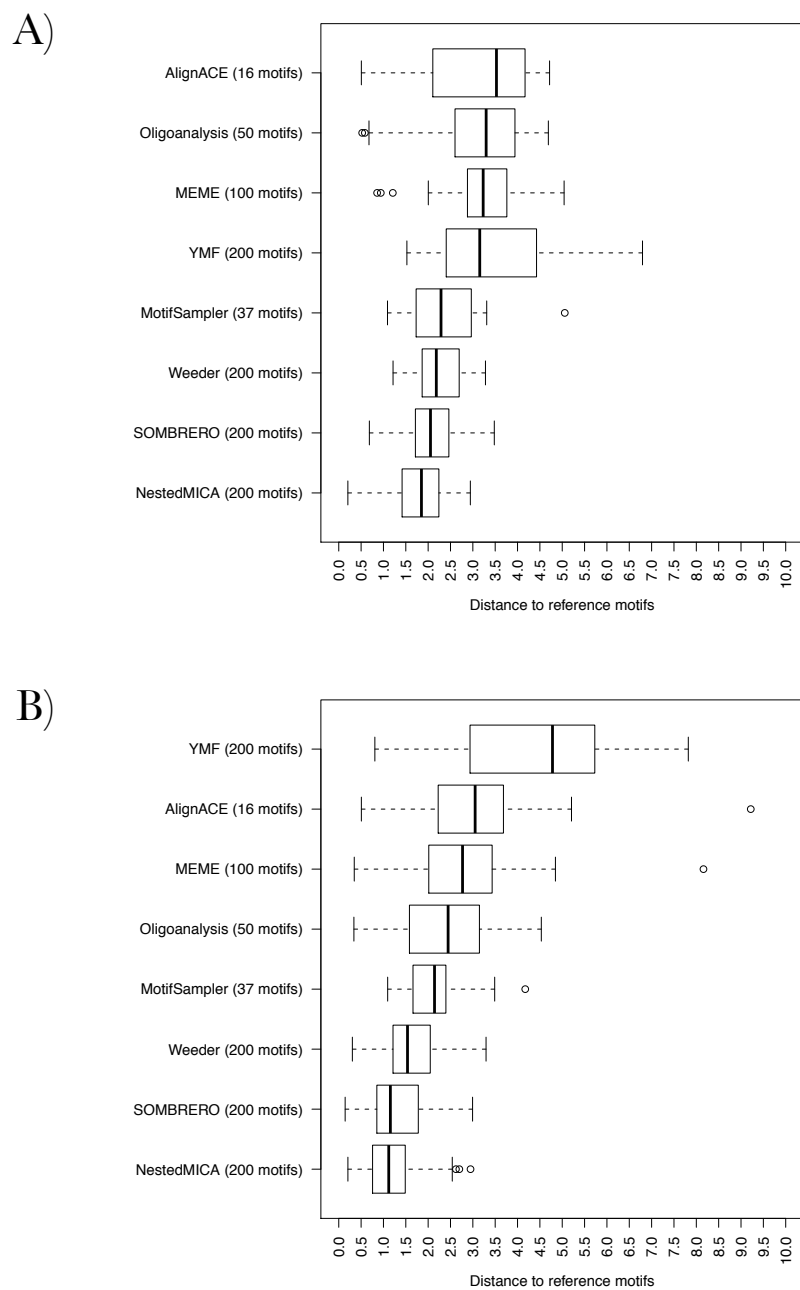 A)
AlignACE (16 motifs)
Oligoanalysis (50 motifs)
MEME (100 motifs)
YMF (200 motifs)
MotifSampler (37 motifs)
Weeder (200 motifs)
SOMBRERO (200 motifs)
NestedMICA (200 motifs)
0.0 0.5 1.0 1.5 2.0 2.5 3.0 3.5 4.0 4.5 5.0 5.5 6.0 6.5 7.0 7.5 8.0 8.5 9.0 9.5 10.0
Distance to reference motifs
B)
YMF (200 motifs)
AlignACE (16 motifs)
MEME (100 motifs)
Oligoanalysis (50 motifs)
MotifSampler (37 motifs)
Weeder (200 motifs)
SOMBRERO (200 motifs)
NestedMICA (200 motifs)
0.0 0.5 1.0 1.5 2.0 2.5 3.0 3.5 4.0 4.5 5.0 5.5 6.0 6.5 7.0 7.5 8.0 8.5 9.0 9.5 10.0
Distance to reference motifs